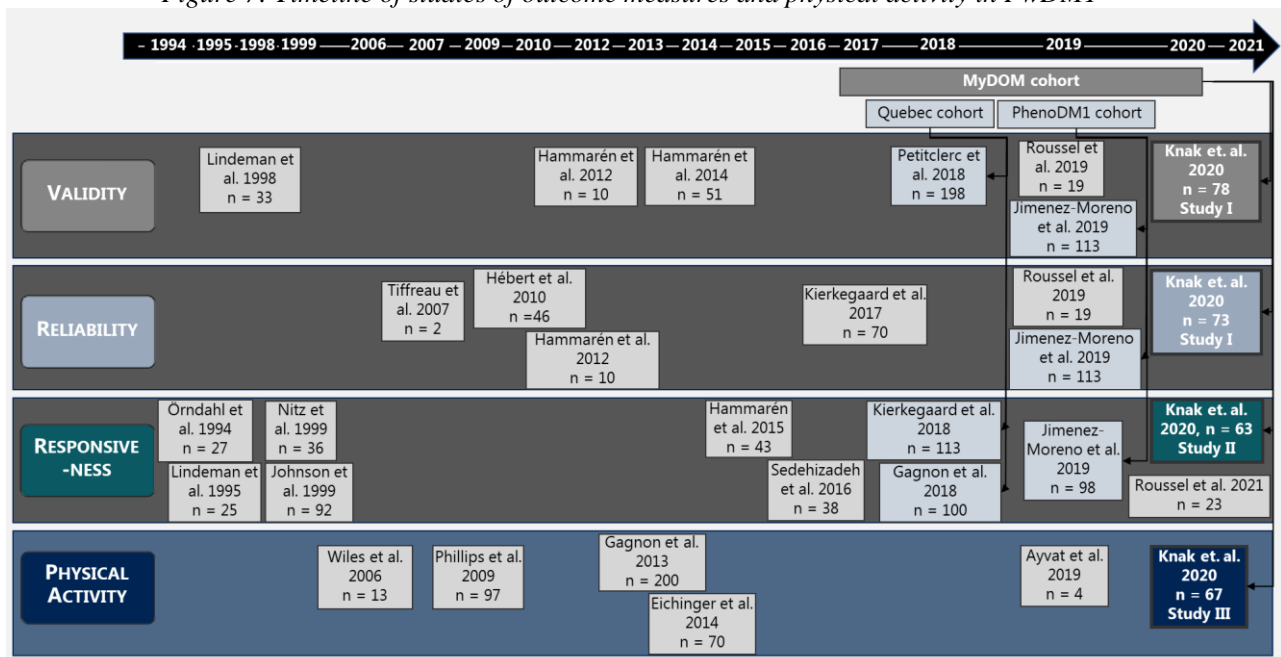 Figure 7. Timeline of studies of outcome measures and physical activity in PwDM1
– 1994 ·1995·1998·1999 —2006— 2007 —2009—2010—2012—2013—2014—2015—2016—2017——2018————2019————2020—2021
MyDOM cohort
Quebec cohort
PhenoDM1 cohort
VALIDITY
Lindeman et
al. 1998
n = 33
Hammarén et
al. 2012
n = 10
Hammarén et
al. 2014
n = 51
Petitclerc et
al. 2018
n = 198
Roussel et
al. 2019
n = 19
Jimenez-Moreno
et al. 2019
n = 113
Knak et. al.
2020
n = 78
Study I
RELIABILITY
Tiffreau et
al. 2007
n = 2
Hébert et al.
2010
n =46
Hammarén et al.
2012
n = 10
Kierkegaard et al.
2017
n = 70
Roussel et al.
2019
n = 19
Jimenez-Moreno
et al. 2019
n = 113
Knak et. al.
2020
n = 73
Study I
RESPONSIVE
-NESS
Örndahl et
al. 1994
n = 27
Lindeman et
al. 1995
n = 25
Nitz et al.
1999
n = 36
Johnson et
al. 1999
n = 92
Hammarén
et al. 2015
n = 43
Sedehizadeh
et al. 2016
n = 38
Kierkegaard et al.
2018
n = 113
Gagnon et al.
2018
n = 100
Jimenez-
Moreno et al.
2019
n = 98
Knak et. al.
2020, n = 63
Study II
Roussel et al. 2021
n = 23
PHYSICAL
ACTIVITY
Wiles et al.
2006
n = 13
Phillips et al.
2009
n = 97
Gagnon et al.
2013
n = 200
Eichinger et al.
2014
n = 70
Ayvat et al.
2019
n = 4
Knak et. al.
2020
n = 67
Study III